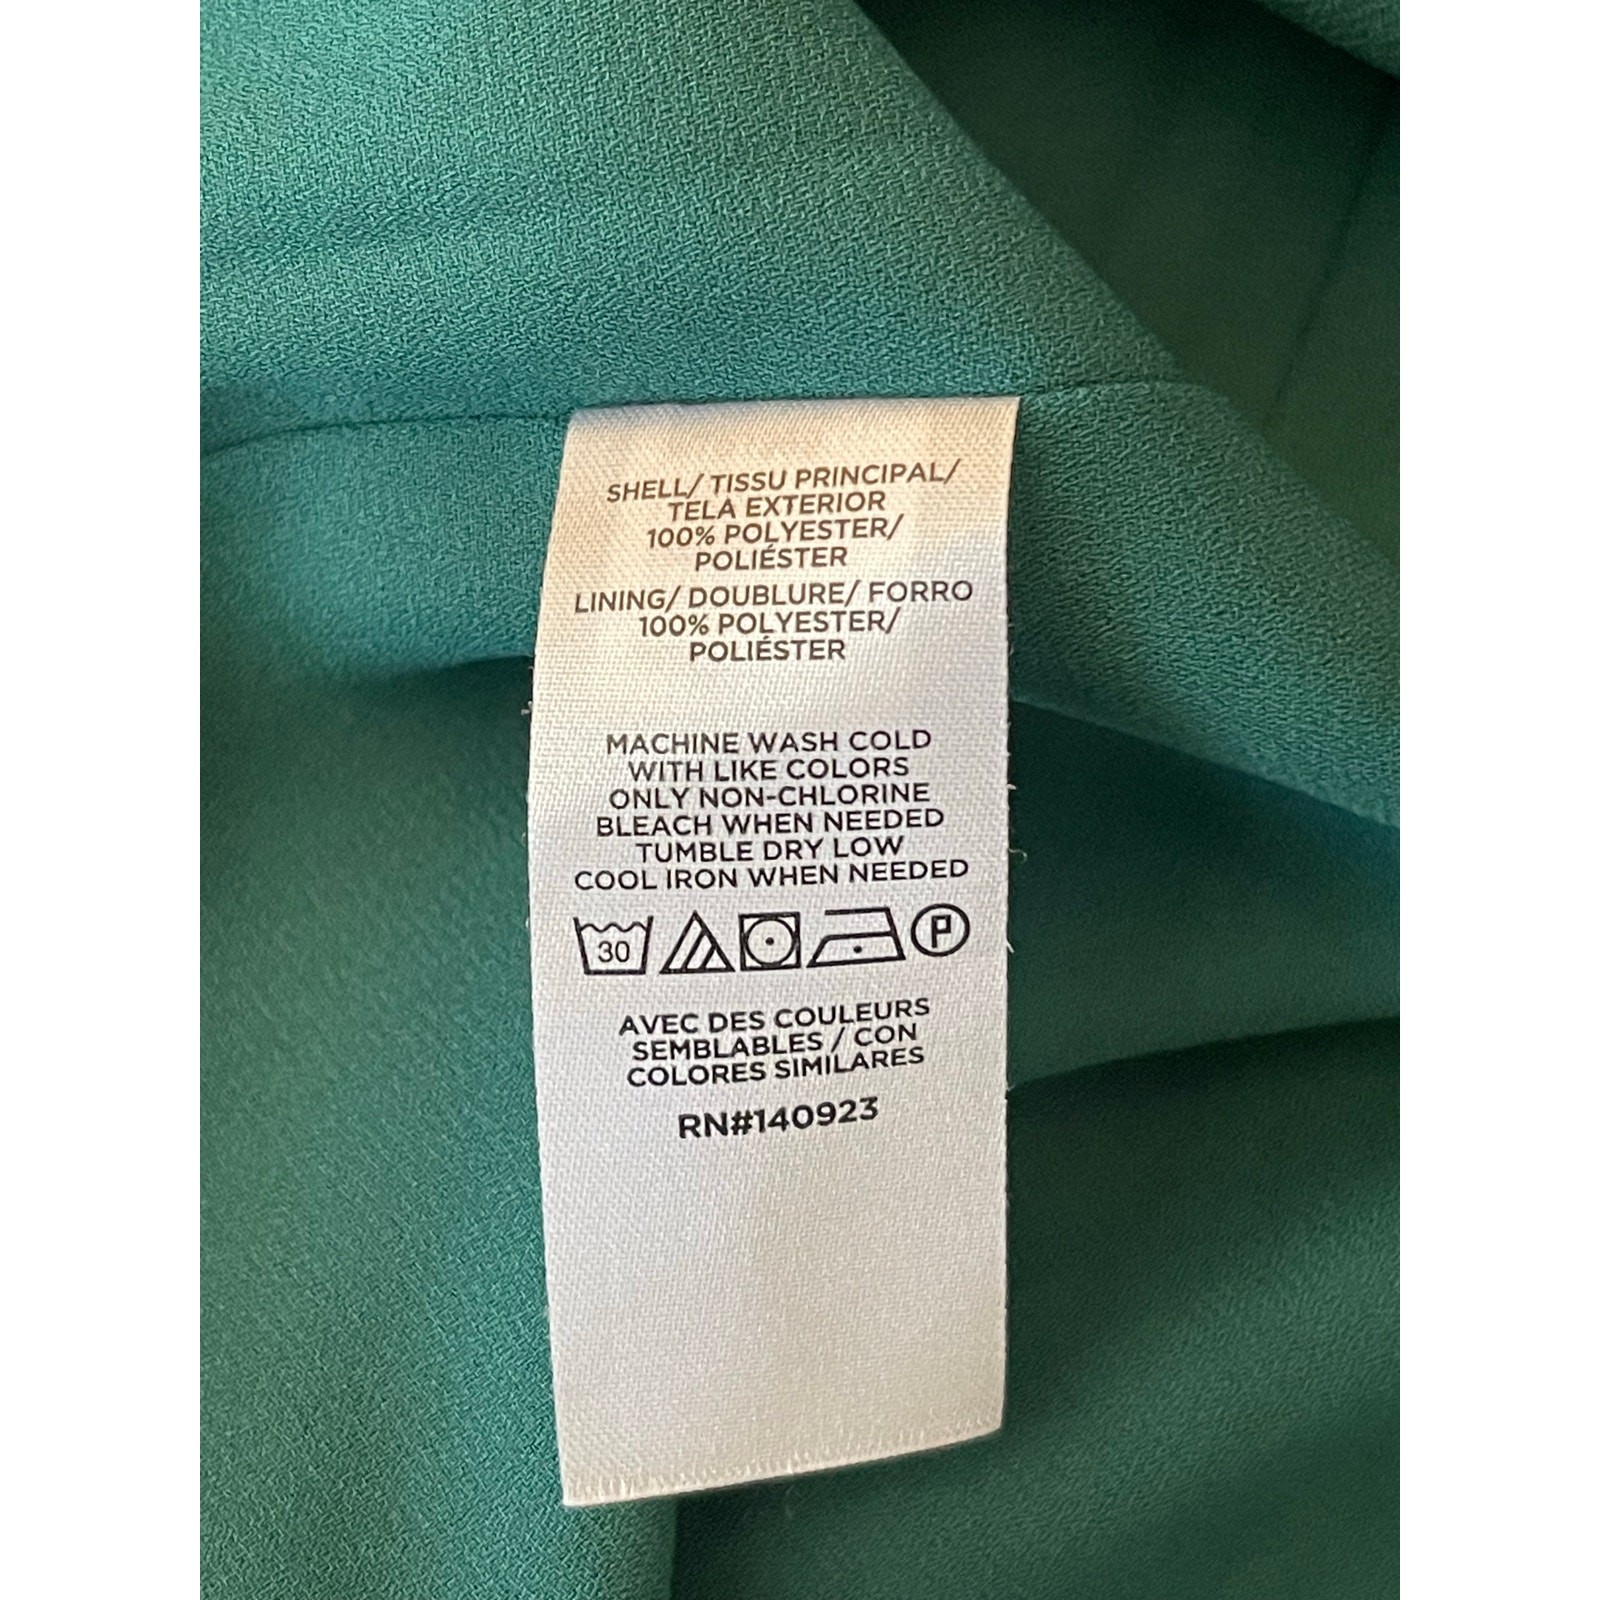 SHELL/ TISSU PRINCIPAL/
TELA EXTERIOR
100% POLYESTER/
POLIÉSTER
LINING/ DOUBLURE/ FORRO
100% POLYESTER/
POLIÉSTER
MACHINE WASH COLD
WITH LIKE COLORS
ONLY NON-CHLORINE
BLEACH WHEN NEEDED
TUMBLE DRY LOW
COOL IRON WHEN NEEDED
30 P
AVEC DES COULEURS
SEMBLABLES / CON
COLORES SIMILARES
RN#140923